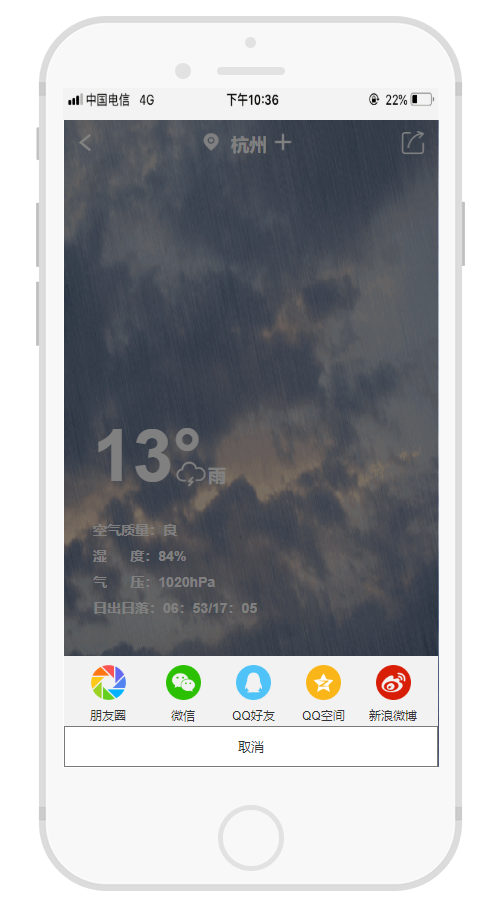 中国电信 4G 下午10:36 22%
杭州
13°
雨
空气质量：良
湿 度：84%
气 压：1020hPa
日出日落：06：53/17：05
朋友圈 微信 QQ好友 QQ空间 新浪微博
取消